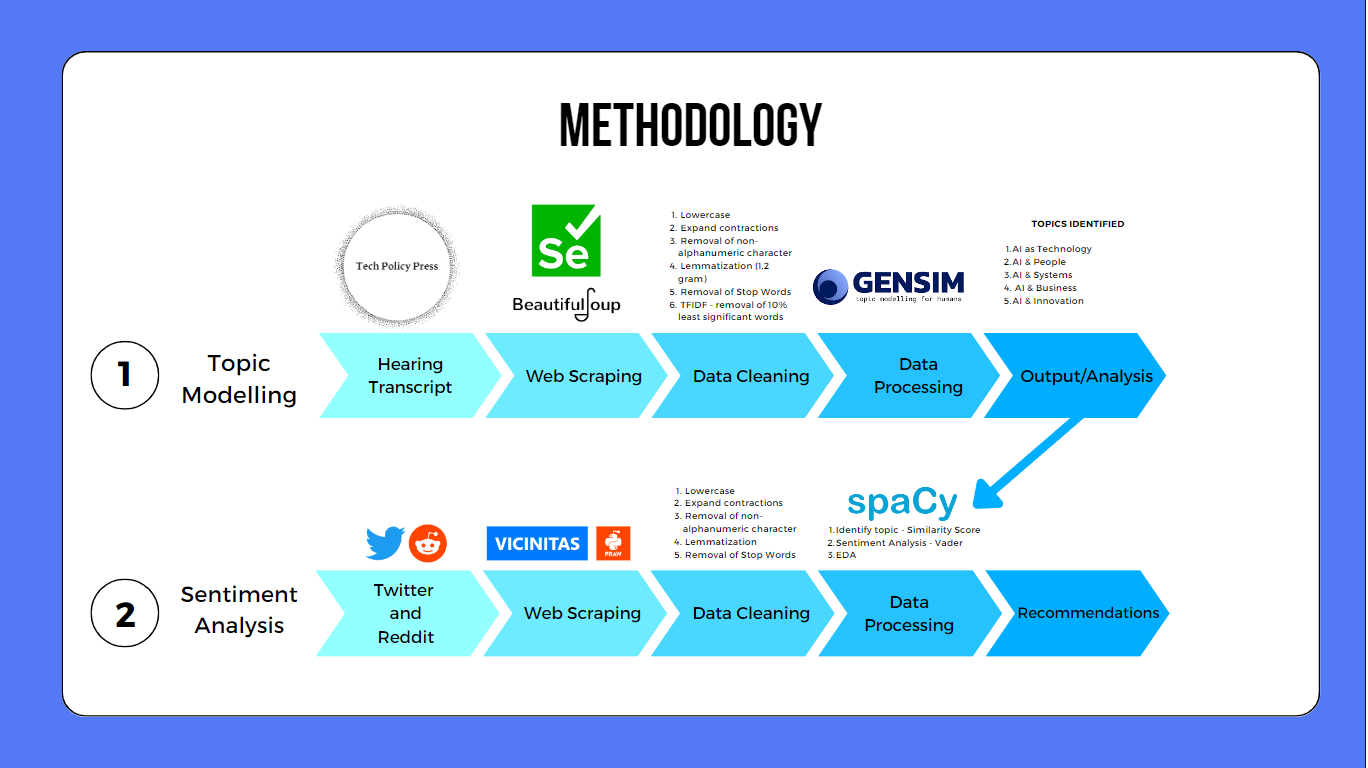 METHODOLOGY
Tech Policy Press
Se
BeautifulSoup
1. Lowercase
2. Expand contractions
3. Removal of non-
alphanumeric character
4. Lemmatization (1,2
gram)
5. Removal of Stop Words
6. TFIDF - removal of 10%
least significant words
GENSIM
topic modelling for humans
TOPICS IDENTIFIED
1.AI as Technology
2.AI & People
3.AI & Systems
4. AI & Business
5.AI & Innovation
1
Topic
Modelling
Hearing
Transcript
Web Scraping
Data Cleaning
Data
Processing
Output/Analysis
VICINITAS
PRAW
1. Lowercase
2. Expand contractions
3. Removal of non-
alphanumeric character
4. Lemmatization
5. Removal of Stop Words
spaCy
1.Identify topic - Similarity Score
2.Sentiment Analysis - Vader
3.EDA
2
Sentiment
Analysis
Twitter
and
Reddit
Web Scraping
Data Cleaning
Data
Processing
Recommendations